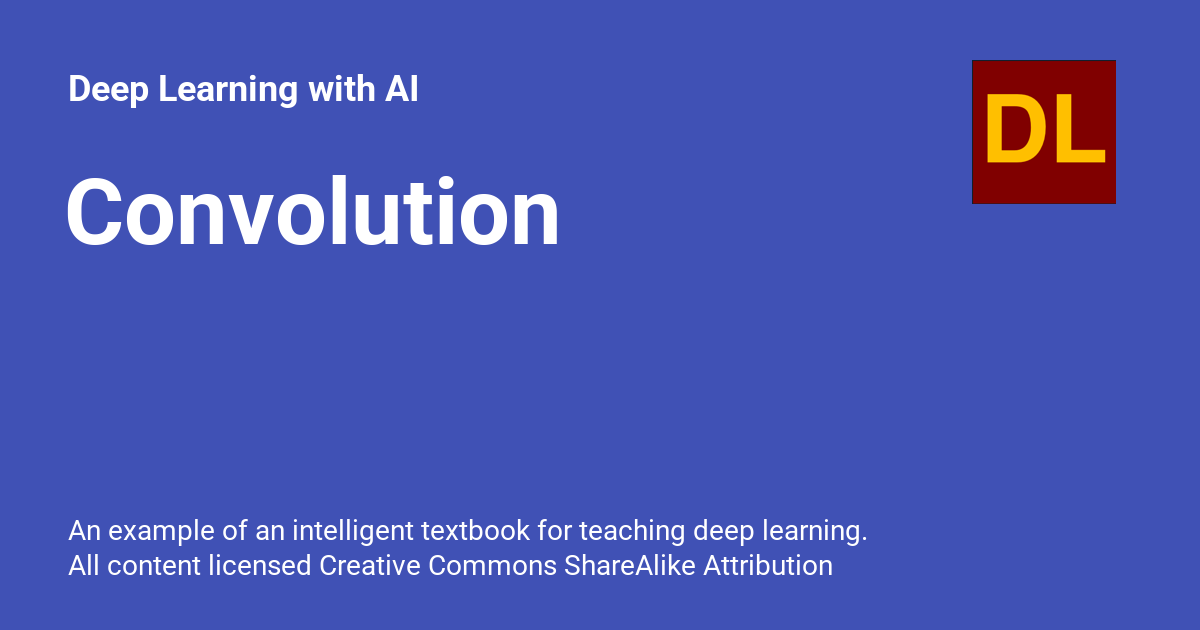 Deep Learning with AI
DL
Convolution
An example of an intelligent textbook for teaching deep learning.
All content licensed Creative Commons ShareAlike Attribution